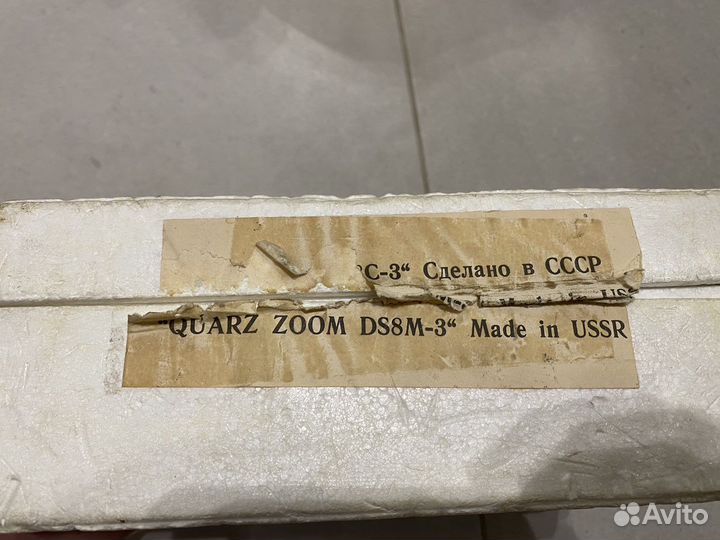 С-3“ Сделано в СССР
"QUARZ ZOOM DS8M-3“ Made in USSR
Avito